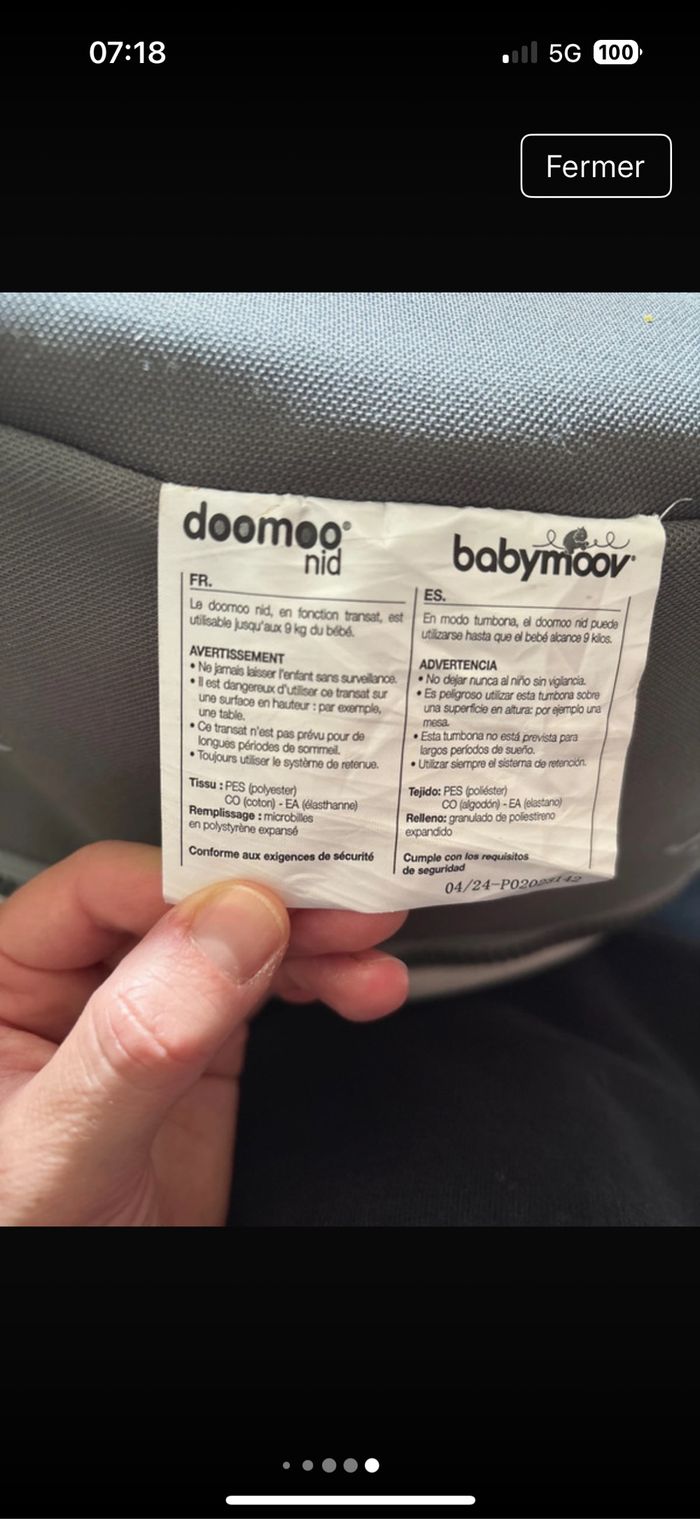 07:18
5G
100
Fermer
doomoo®
nid
FR.
Le doomoo nid, en fonction transat, est
utilisable jusqu'aux 9 kg du bébé.
AVERTISSEMENT
• Ne jamais laisser l'enfant sans surveillance.
• Il est dangereux d'utiliser ce transat sur
une surface en hauteur : par exemple,
une table.
• Ce transat n'est pas prévu pour de
longues périodes de sommeil.
• Toujours utiliser le système de retenue.
Tissu : PES (polyester)
CO (coton) - EA (élasthanne)
Remplissage : microbilles
en polystyrène expansé
Conforme aux exigences de sécurité
babymoov®
ES.
En modo tumbona, el doomoo nid puede
utilizarse hasta que el bebé alcance 9 kilos.
ADVERTENCIA
• No dejar nunca al niño sin vigilancia.
• Es peligroso utilizar esta tumbona sobre
una superficie en altura: por ejemplo una
mesa.
• Esta tumbona no está prevista para
largos períodos de sueño.
• Utilizar siempre el sistema de retención.
Tejido: PES (poliéster)
CO (algodón) - EA (elastano)
Relleno: granulado de poliestireno
expandido
Cumple con los requisitos
de seguridad
04/24-